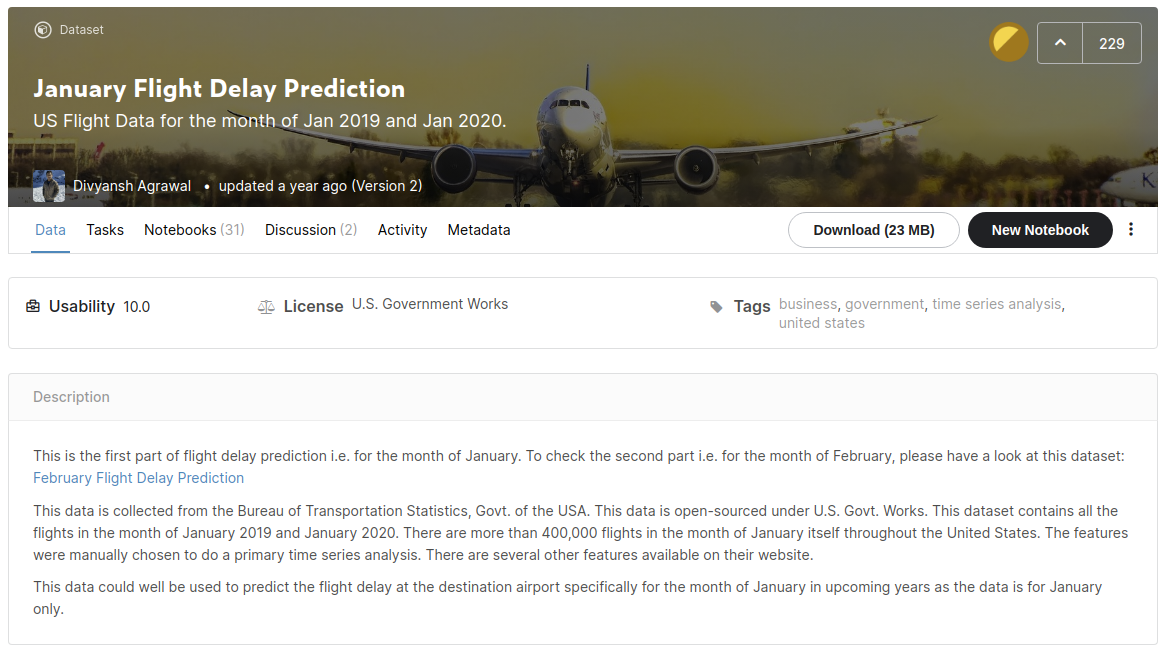 Dataset
229
January Flight Delay Prediction
US Flight Data for the month of Jan 2019 and Jan 2020.
Divyansh Agrawal • updated a year ago (Version 2)
K
Data Tasks Notebooks (31) Discussion (2) Activity Metadata Download (23 MB) New Notebook
Usability 10.0 License U.S. Government Works Tags business, government, time series analysis,
united states
Description
This is the first part of flight delay prediction i.e. for the month of January. To check the second part i.e. for the month of February, please have a look at this dataset:
February Flight Delay Prediction
This data is collected from the Bureau of Transportation Statistics, Govt. of the USA. This data is open-sourced under U.S. Govt. Works. This dataset contains all the
flights in the month of January 2019 and January 2020. There are more than 400,000 flights in the month of January itself throughout the United States. The features
were manually chosen to do a primary time series analysis. There are several other features available on their website.
This data could well be used to predict the flight delay at the destination airport specifically for the month of January in upcoming years as the data is for January
only.